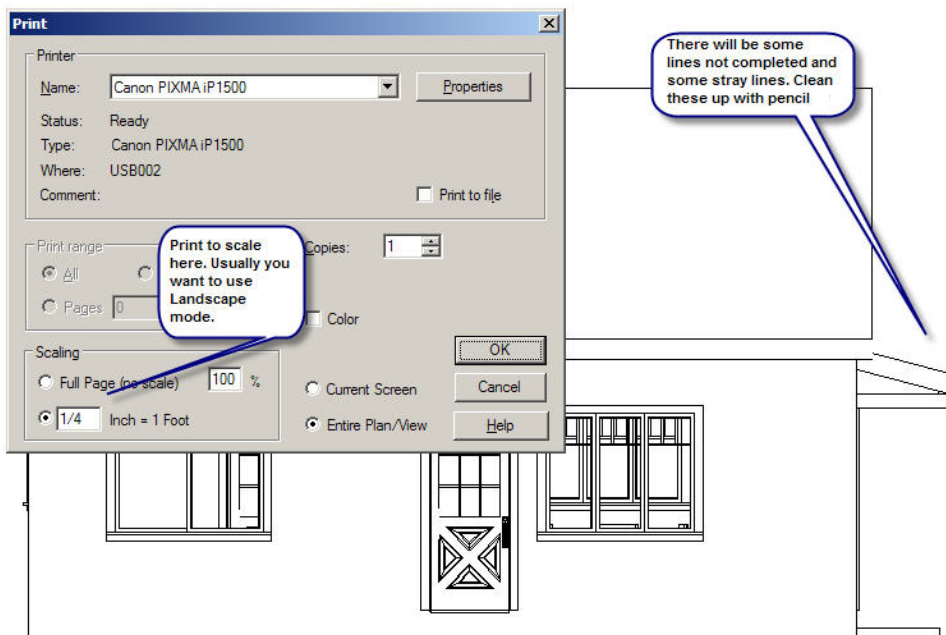 Print
Printer
Name:
Canon PIXMA iP1500
Properties
Status:
Ready
Type:
Canon PIXMA iP1500
Where:
USB002
Comment:
Print to file
Print range
All
Pages
0
Copies:
1
Print to scale
here. Usually you
want to use
Landscape
mode.
Color
Scaling
Full Page (no scale)
100
%
1/4
Inch = 1 Foot
Current Screen
Entire Plan/View
OK
Cancel
Help
There will be some
lines not completed and
some stray lines. Clean
these up with pencil